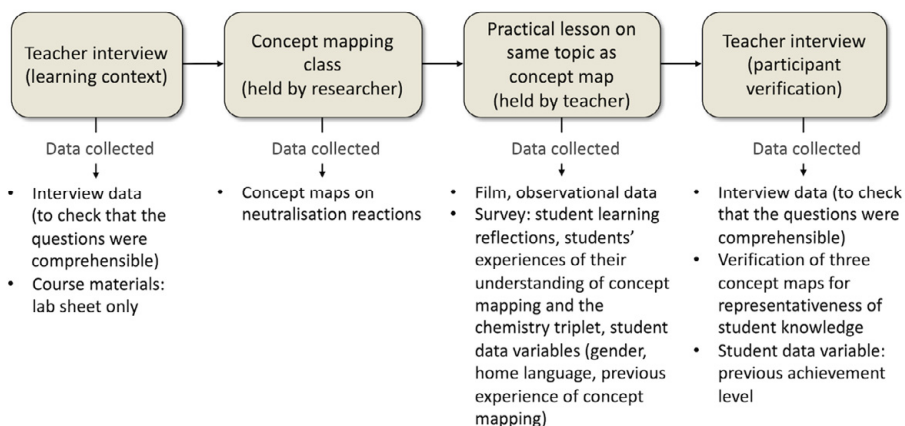 Teacher interview
(learning context)
Concept mapping
class
(held by researcher)
Practical lesson on
same topic as
concept map
(held by teacher)
Teacher interview
(participant
verification)
Data collected
Data collected
Data collected
Data collected
• Interview data
(to check that the
questions were
comprehensible)
• Course materials:
lab sheet only
• Concept maps on
neutralisation reactions
• Film, observational data
• Survey: student learning
reflections, students’
experiences of their
understanding of concept
mapping and the
chemistry triplet, student
data variables (gender,
home language, previous
experience of concept
mapping)
• Interview data (to check
that the questions were
comprehensible)
• Verification of three
concept maps for
representativeness of
student knowledge
• Student data variable:
previous achievement
level